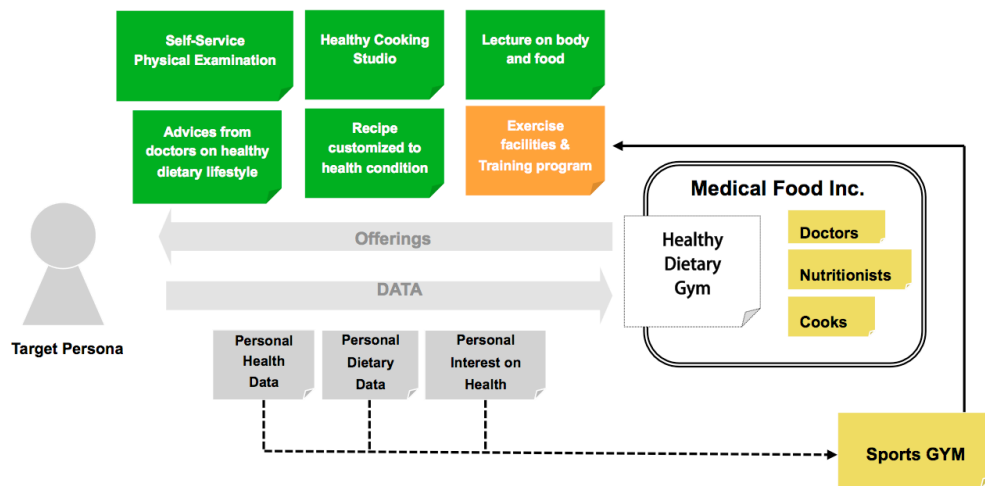 Self-Service
Physical Examination
Healthy Cooking
Studio
Lecture on body
and food
Advices from
doctors on healthy
dietary lifestyle
Recipe
customized to
health condition
Exercise
facilities &
Training program
Medical Food Inc.
Healthy
Dietary
Gym
Doctors
Nutritionists
Cooks
Offerings
DATA
Target Persona
Personal
Health
Data
Personal
Dietary
Data
Personal
Interest on
Health
Sports GYM